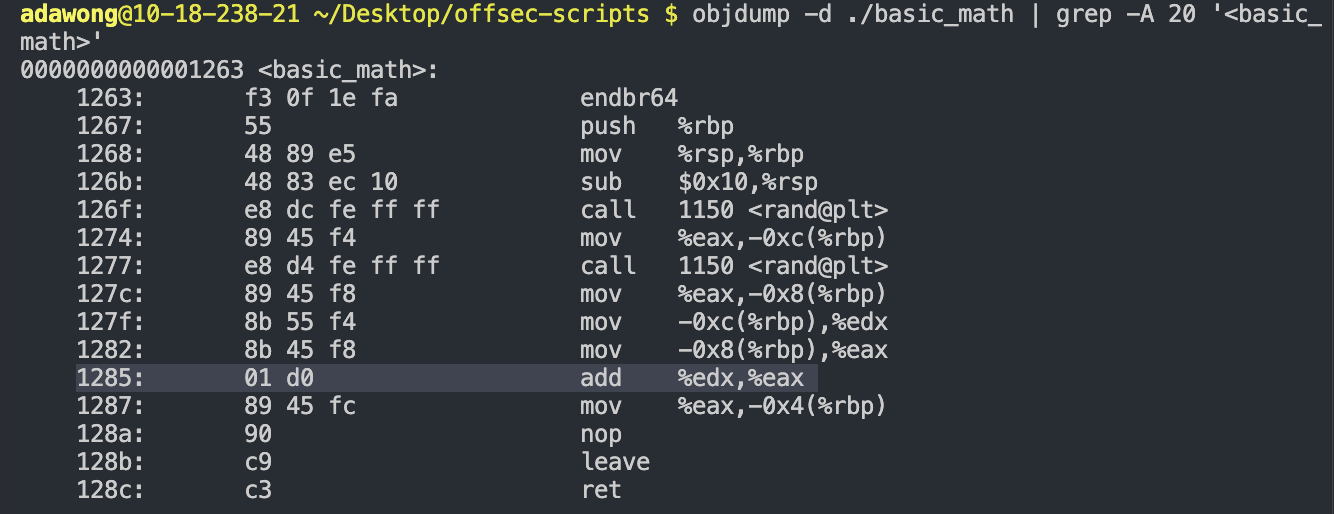 adawong@10-18-238-21 ~/Desktop/offsec-scripts $ objdump -d ./basic_math | grep -A 20 '<basic_
math>'
0000000000001263 <basic_math>:
    1263:       f3 0f 1e fa             endbr64
    1267:       55                      push   %rbp
    1268:       48 89 e5                mov    %rsp,%rbp
    126b:       48 83 ec 10             sub    $0x10,%rsp
    126f:       e8 dc fe ff ff          call   1150 <rand@plt>
    1274:       89 45 f4                mov    %eax,-0xc(%rbp)
    1277:       e8 d4 fe ff ff          call   1150 <rand@plt>
    127c:       89 45 f8                mov    %eax,-0x8(%rbp)
    127f:       8b 55 f4                mov    -0xc(%rbp),%edx
    1282:       8b 45 f8                mov    -0x8(%rbp),%eax
    1285:       01 d0                   add    %edx,%eax
    1287:       89 45 fc                mov    %eax,-0x4(%rbp)
    128a:       90                      nop
    128b:       c9                      leave
    128c:       c3                      ret